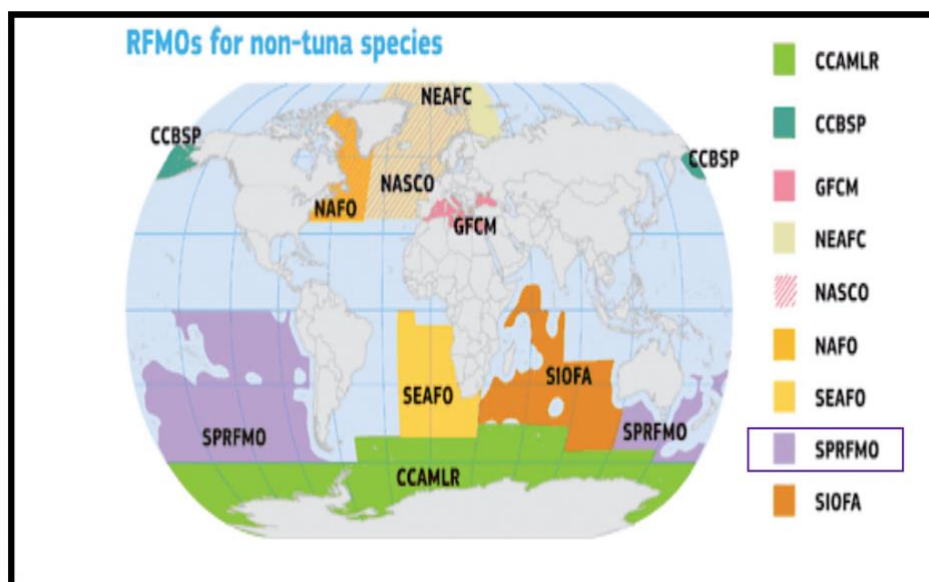 RFMOs for non-tuna species
NEAFC
CCBSP
CCBSP
NASCO
NAFO
GFCM
SIOFA
SEAFO
SPRFMO
SPRFMO
CCAMLR
CCAMLR
CCBSP
GFCM
NEAFC
NASCO
NAFO
SEAFO
SPRFMO
SIOFA